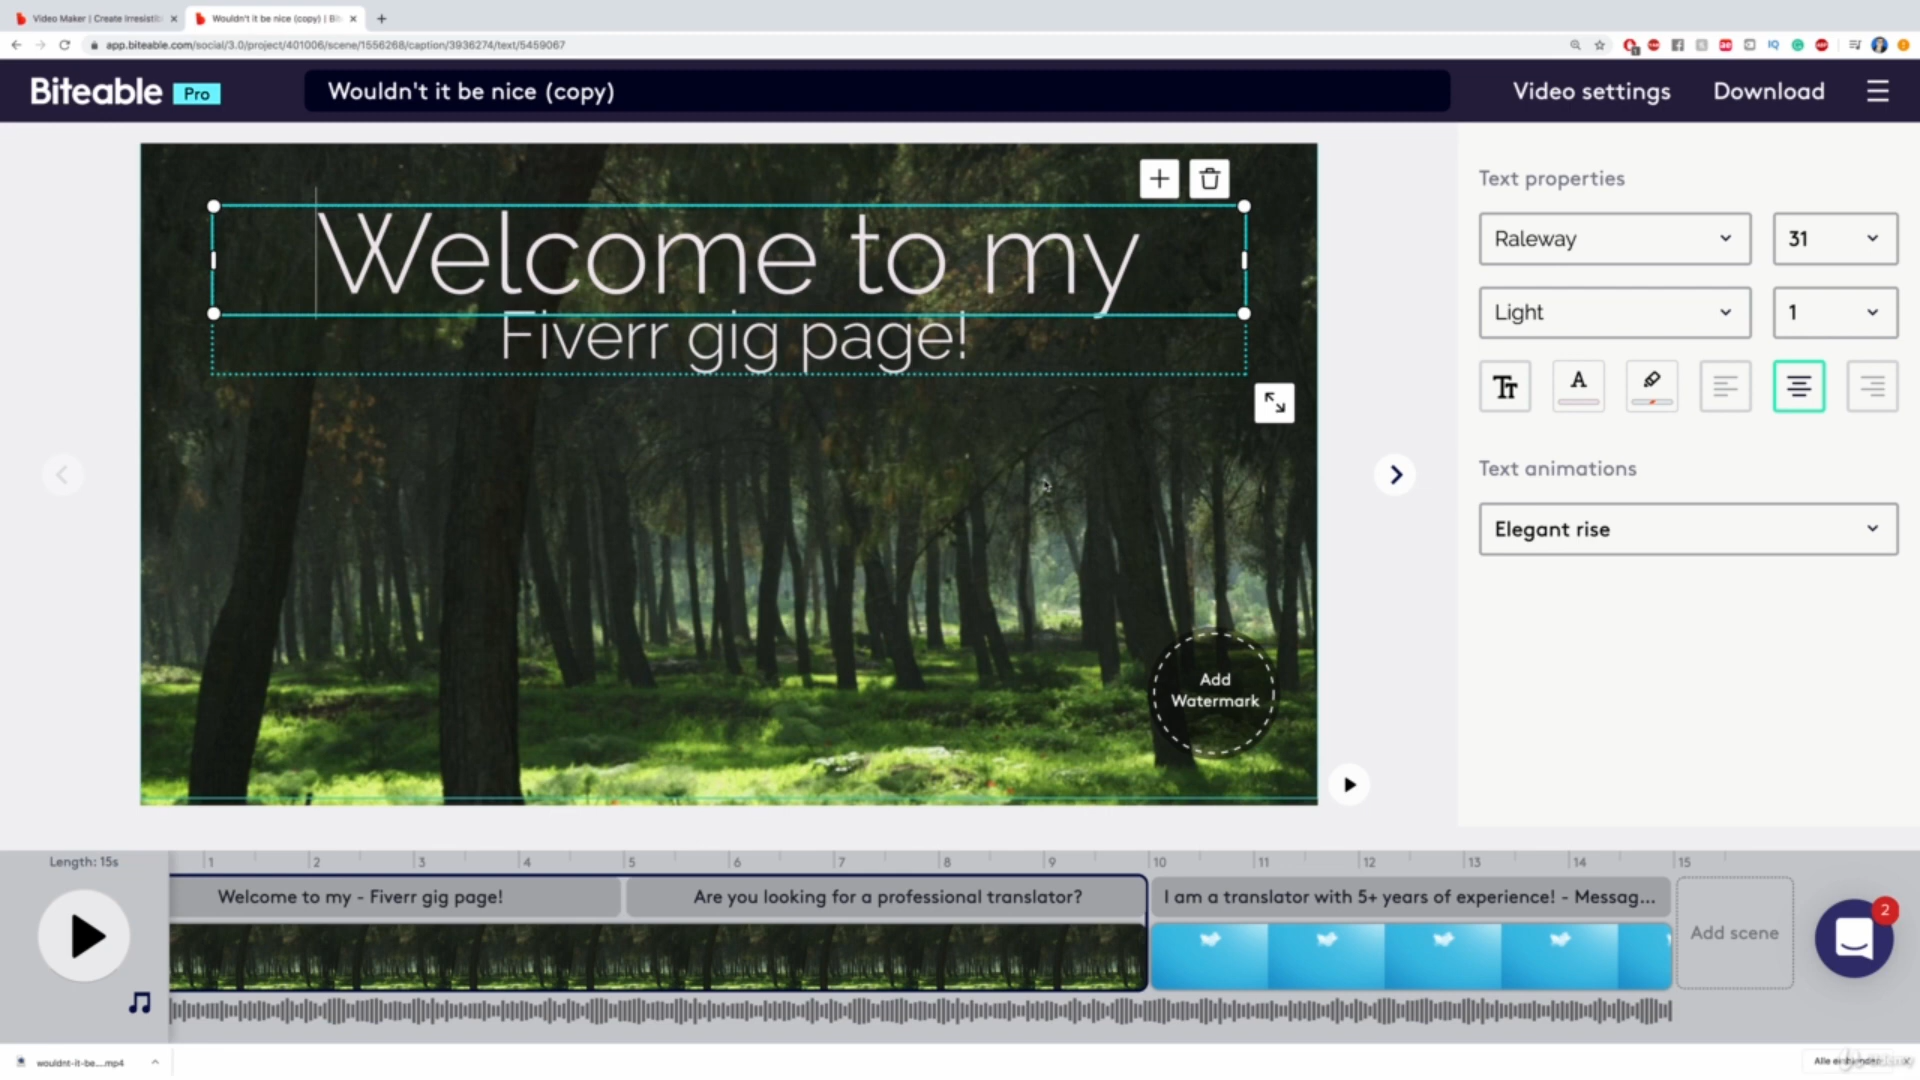 Video Maker | Create Irresistib
Wouldn't it be nice (copy) | Bit
app.biteable.com/social/3.0/project/401006/scene/1556268/caption/3936274/text/5459067
Biteable Pro
Wouldn't it be nice (copy)
Video settings
Download
Welcome to my
Fiverr gig page!
Add
Watermark
Text properties
Raleway
31
Light
1
Text animations
Elegant rise
Length: 15s
1 2 3 4 5 6 7 8 9 10 11 12 13 14 15
Welcome to my - Fiverr gig page!
Are you looking for a professional translator?
I am a translator with 5+ years of experience! - Messag...
Add scene
2
wouldnt-it-be....mp4
Alle